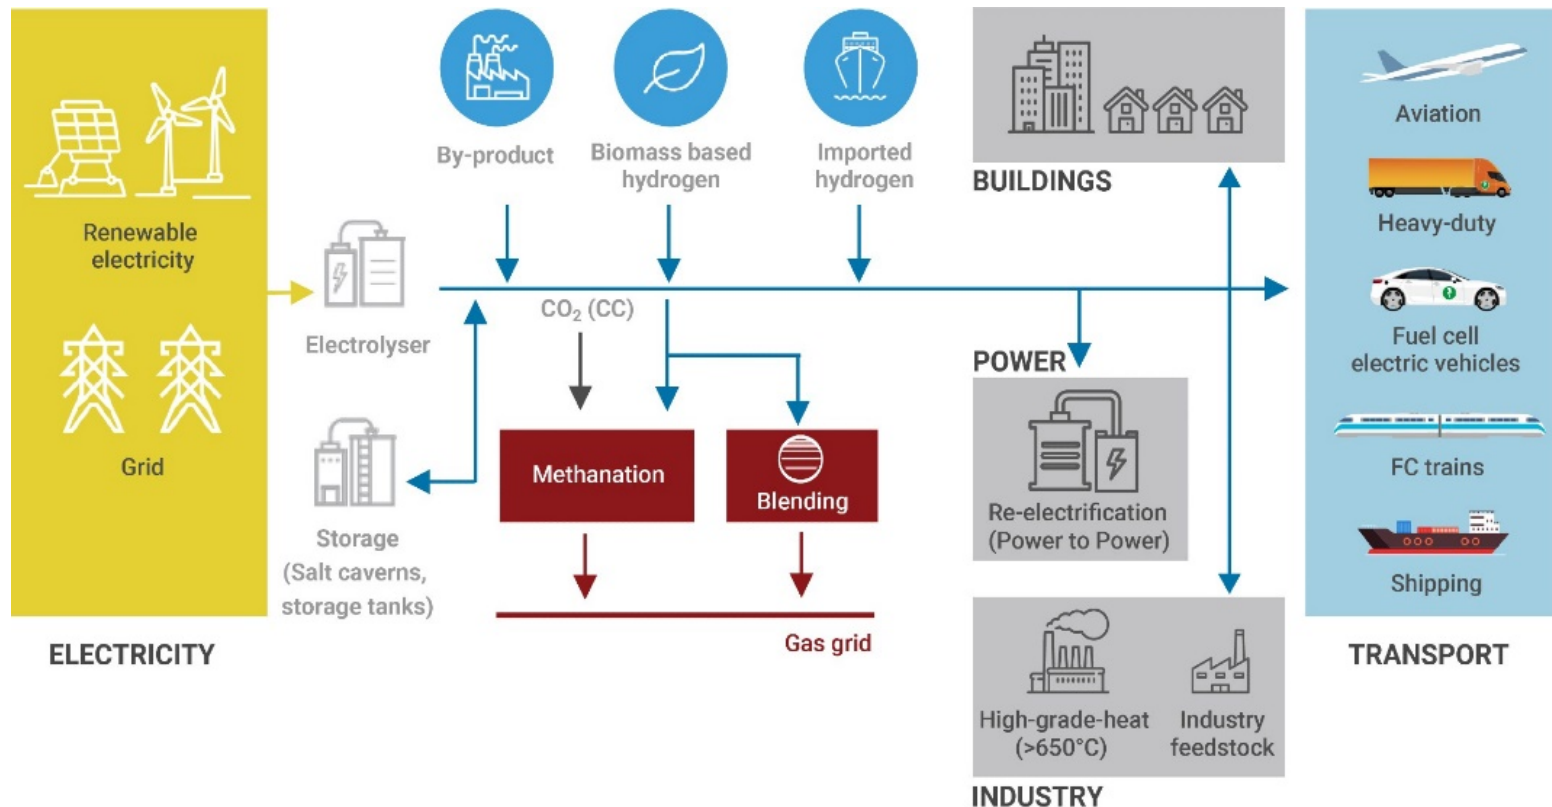 Renewable
electricity
Grid
ELECTRICITY
Electrolyser
Storage
(Salt caverns,
storage tanks)
By-product
Biomass based
hydrogen
Imported
hydrogen
CO₂ (CC)
Methanation
Blending
Gas grid
BUILDINGS
POWER
Re-electrification
(Power to Power)
High-grade-heat
(>650°C)
Industry
feedstock
INDUSTRY
Aviation
Heavy-duty
Fuel cell
electric vehicles
FC trains
Shipping
TRANSPORT